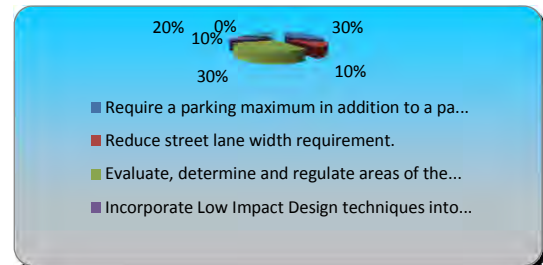 20% 0% 30%
10%
30% 10%
Require a parking maximum in addition to a pa...
Reduce street lane width requirement.
Evaluate, determine and regulate areas of the...
Incorporate Low Impact Design techniques into...